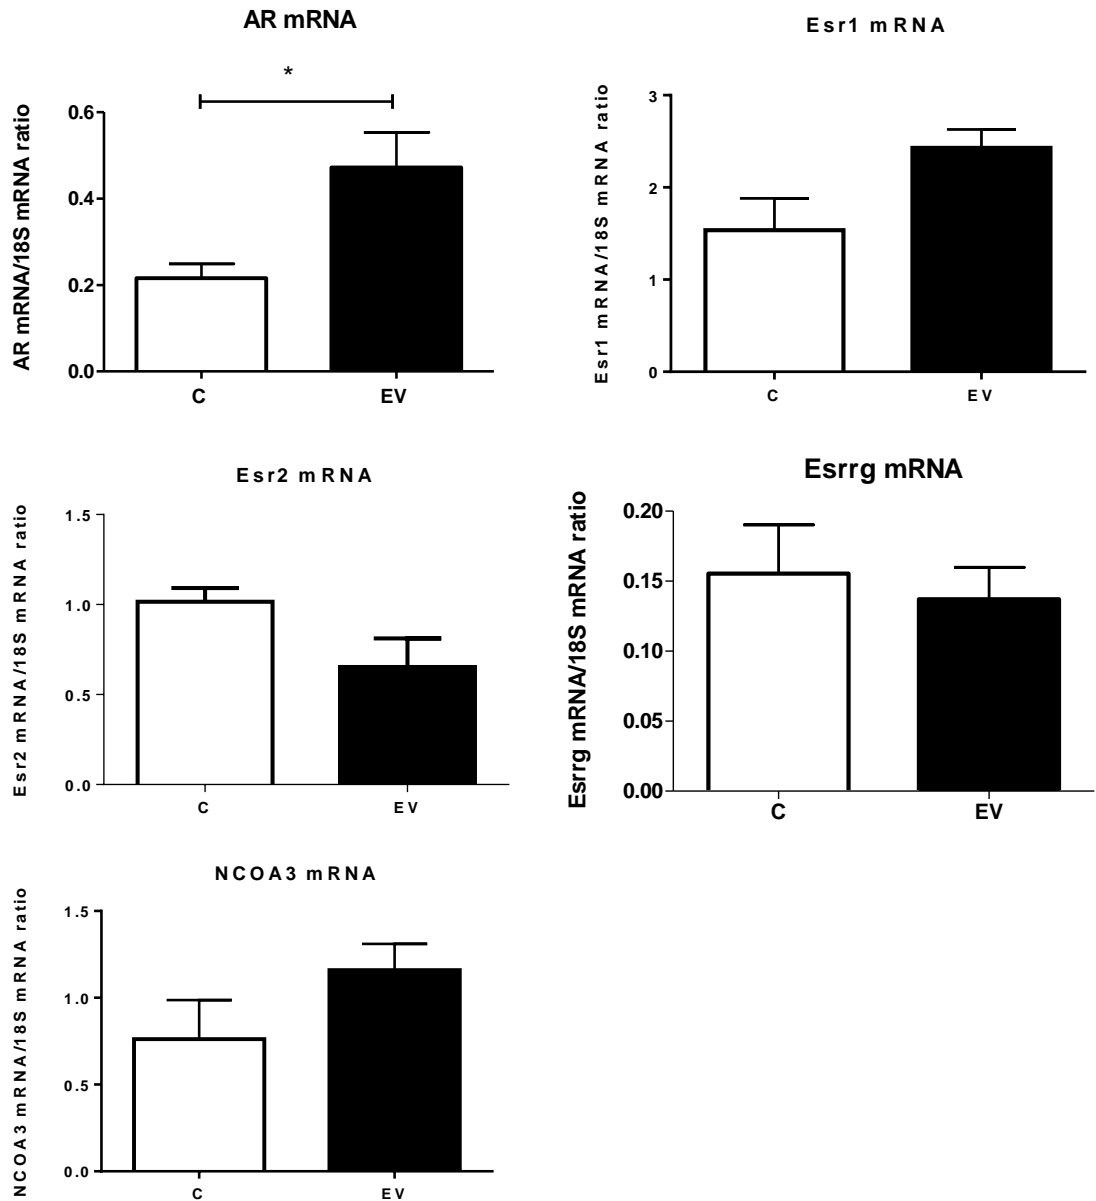 AR mRNA
*
AR mRNA/18S mRNA ratio
0.6
0.4
0.2
0.0
C EV
Esr1 mRNA
Esr1 mRNA/18S mRNA ratio
3
2
1
0
C EV
Esr2 mRNA
Esr2 mRNA/18S mRNA ratio
1.5
1.0
0.5
0.0
C EV
Esrrg mRNA
Esrrg mRNA/18S mRNA ratio
0.20
0.15
0.10
0.05
0.00
C EV
NCOA3 mRNA
NCOA3 mRNA/18S mRNA ratio
1.5
1.0
0.5
0.0
C EV